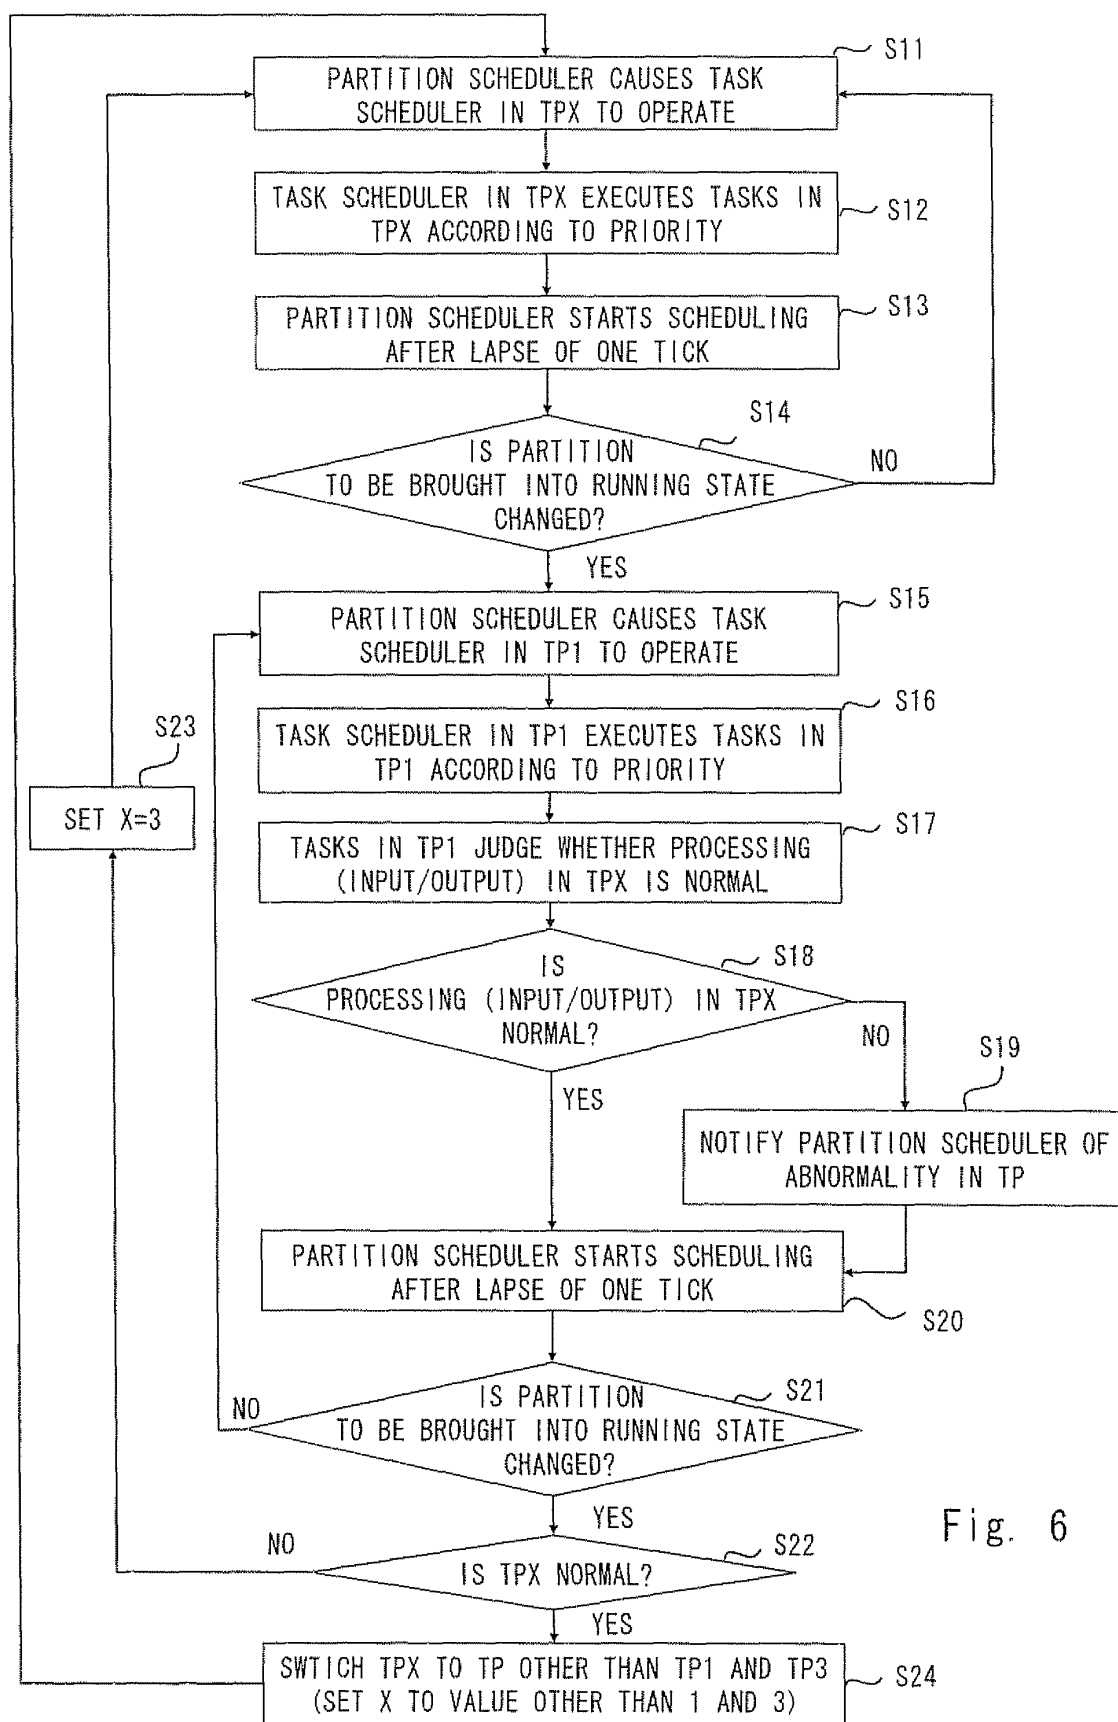 S11
PARTITION SCHEDULER CAUSES TASK
SCHEDULER IN TPX TO OPERATE
TASK SCHEDULER IN TPX EXECUTES TASKS IN
TPX ACCORDING TO PRIORITY
S12
PARTITION SCHEDULER STARTS SCHEDULING
AFTER LAPSE OF ONE TICK
S13
S14
IS PARTITION
TO BE BROUGHT INTO RUNNING STATE
CHANGED?
NO
YES
S15
PARTITION SCHEDULER CAUSES TASK
SCHEDULER IN TP1 TO OPERATE
S16
TASK SCHEDULER IN TP1 EXECUTES TASKS IN
TP1 ACCORDING TO PRIORITY
S23
SET X=3
S17
TASKS IN TP1 JUDGE WHETHER PROCESSING
(INPUT/OUTPUT) IN TPX IS NORMAL
S18
IS
PROCESSING (INPUT/OUTPUT) IN TPX
NORMAL?
NO
YES
S19
NOTIFY PARTITION SCHEDULER OF
ABNORMALITY IN TP
PARTITION SCHEDULER STARTS SCHEDULING
AFTER LAPSE OF ONE TICK
S20
S21
IS PARTITION
TO BE BROUGHT INTO RUNNING STATE
CHANGED?
NO
YES
Fig. 6
S22
IS TPX NORMAL?
NO
YES
SWTICH TPX TO TP OTHER THAN TP1 AND TP3
(SET X TO VALUE OTHER THAN 1 AND 3)
S24